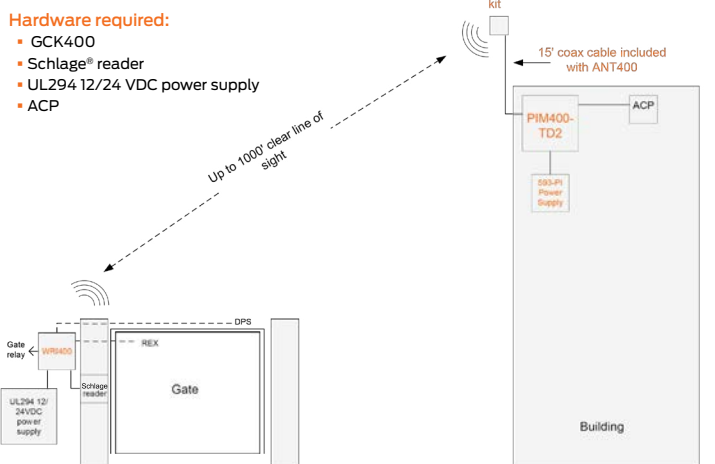 Hardware required:
▪ GCK400
▪ Schlage® reader
▪ UL294 12/24 VDC power supply
▪ ACP
kit
15' coax cable included
with ANT400
PIM400-
TD2
ACP
593-PI
Power
Supply
Up to 1000' clear line of
sight
DPS
REX
Gate
relay
WRI400
Schlage
reader
Gate
UL294 12/
24VDC
power
supply
Building